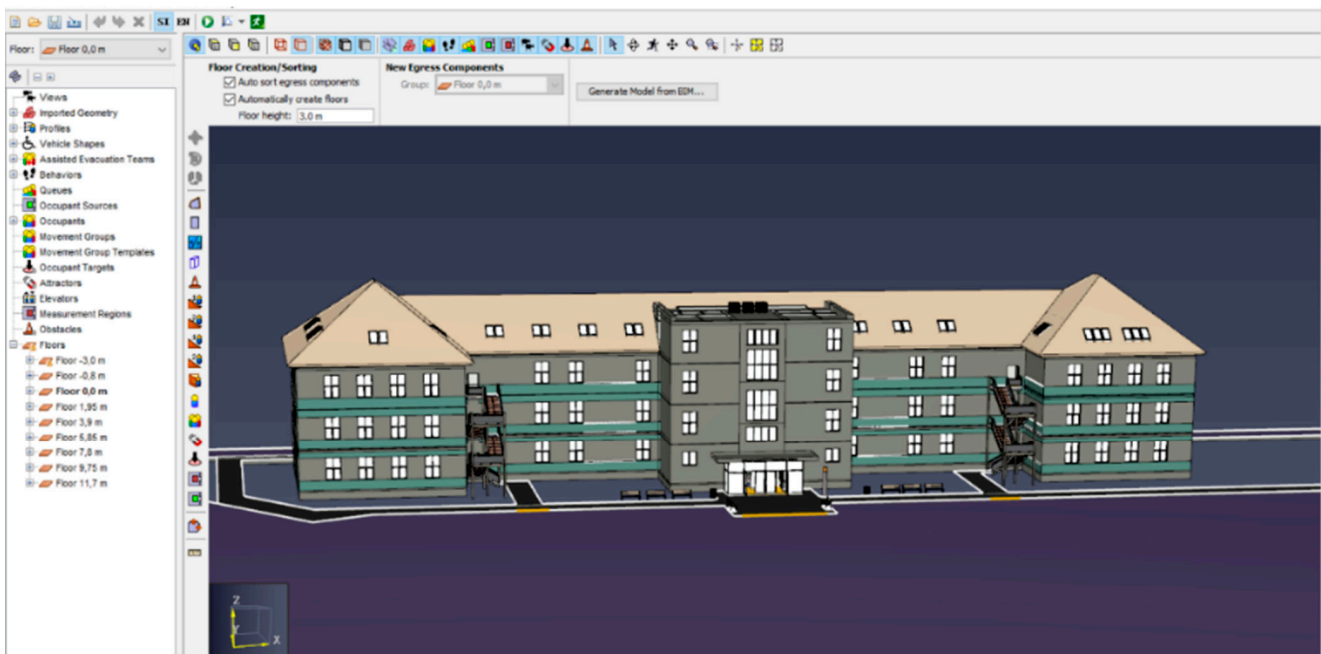 SI EN
Floor: Floor 0,0 m
Floor Creation/Sorting
Auto sort egress components
Automatically create floors
Floor height: 3.0 m
New Egress Components
Group: Floor 0,0 m
Generate Model from BIM...
Views
Imported Geometry
Profiles
Vehicle Shapes
Assisted Evacuation Teams
Behaviors
Queues
Occupant Sources
Occupants
Movement Groups
Movement Group Templates
Occupant Targets
Attractors
Elevators
Measurement Regions
Obstacles
Floors
Floor -3,0 m
Floor -0,8 m
Floor 0,0 m
Floor 1,95 m
Floor 3,9 m
Floor 5,85 m
Floor 7,8 m
Floor 9,75 m
Floor 11,7 m
Z
Y
X